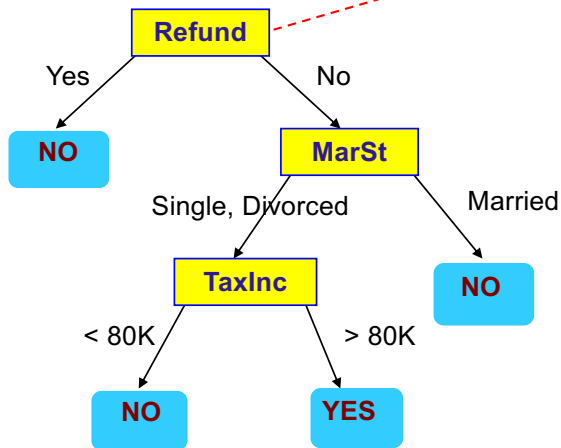 Refund
Yes
No
NO
MarSt
Single, Divorced
Married
TaxInc
NO
< 80K
> 80K
NO
YES